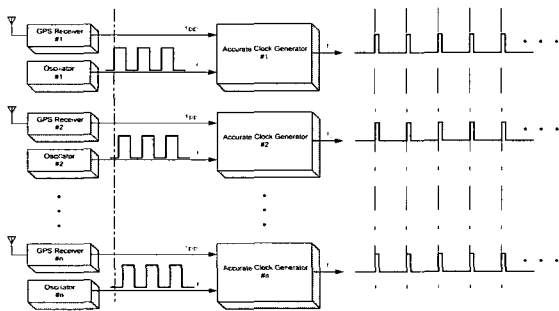 GPS Receiver
#1
Oscillator
#1
Accurate Clock Generator
#1
f
GPS Receiver
#2
Oscillator
#2
Accurate Clock Generator
#2
f
GPS Receiver
#n
Oscillator
#n
Accurate Clock Generator
#n
f